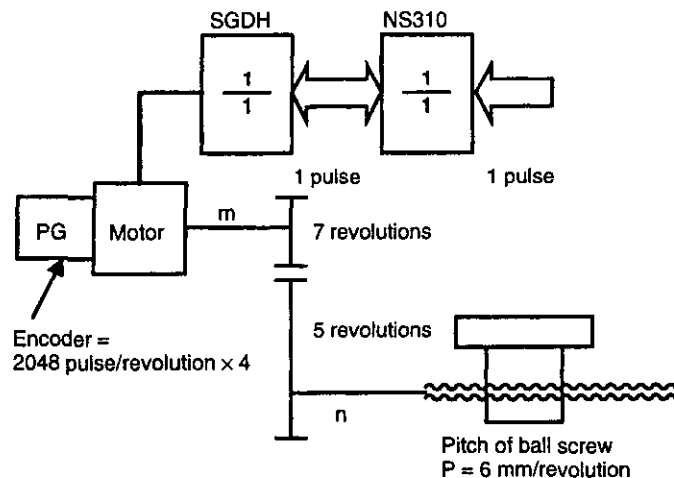 SGDH
NS310
1
1
1
1
1 pulse
1 pulse
PG
Motor
m
7 revolutions
Encoder =
2048 pulse/revolution × 4
5 revolutions
n
Pitch of ball screw
P = 6 mm/revolution